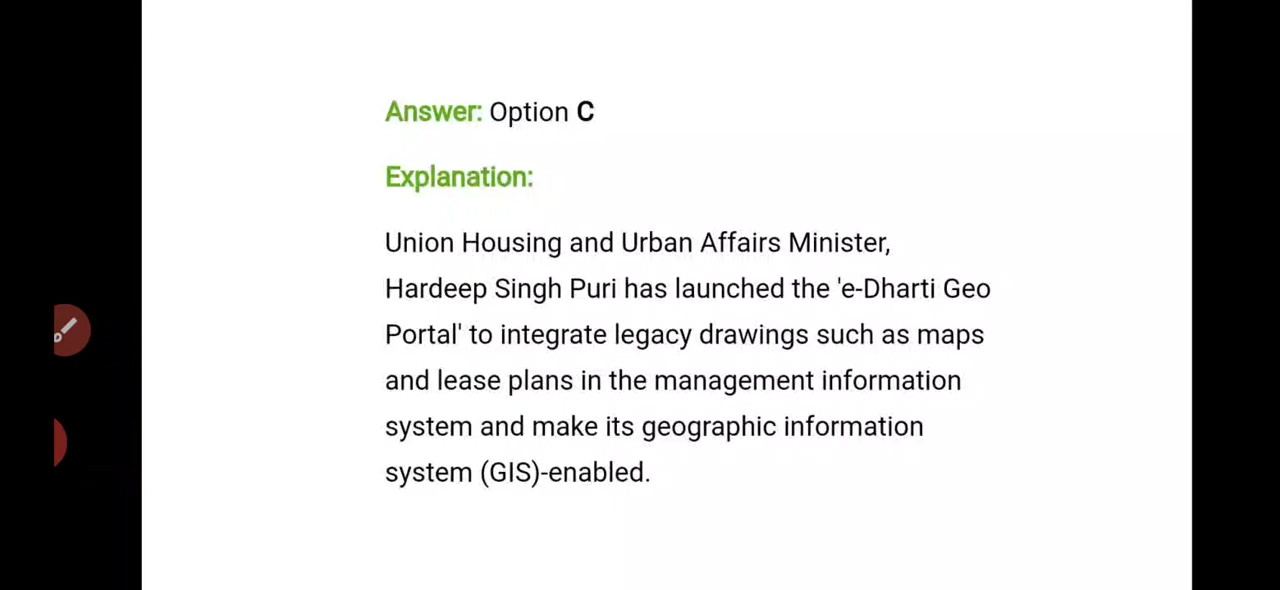 Answer: Option C
Explanation:
Union Housing and Urban Affairs Minister,
Hardeep Singh Puri has launched the 'e-Dharti Geo
Portal' to integrate legacy drawings such as maps
and lease plans in the management information
system and make its geographic information
system (GIS)-enabled.